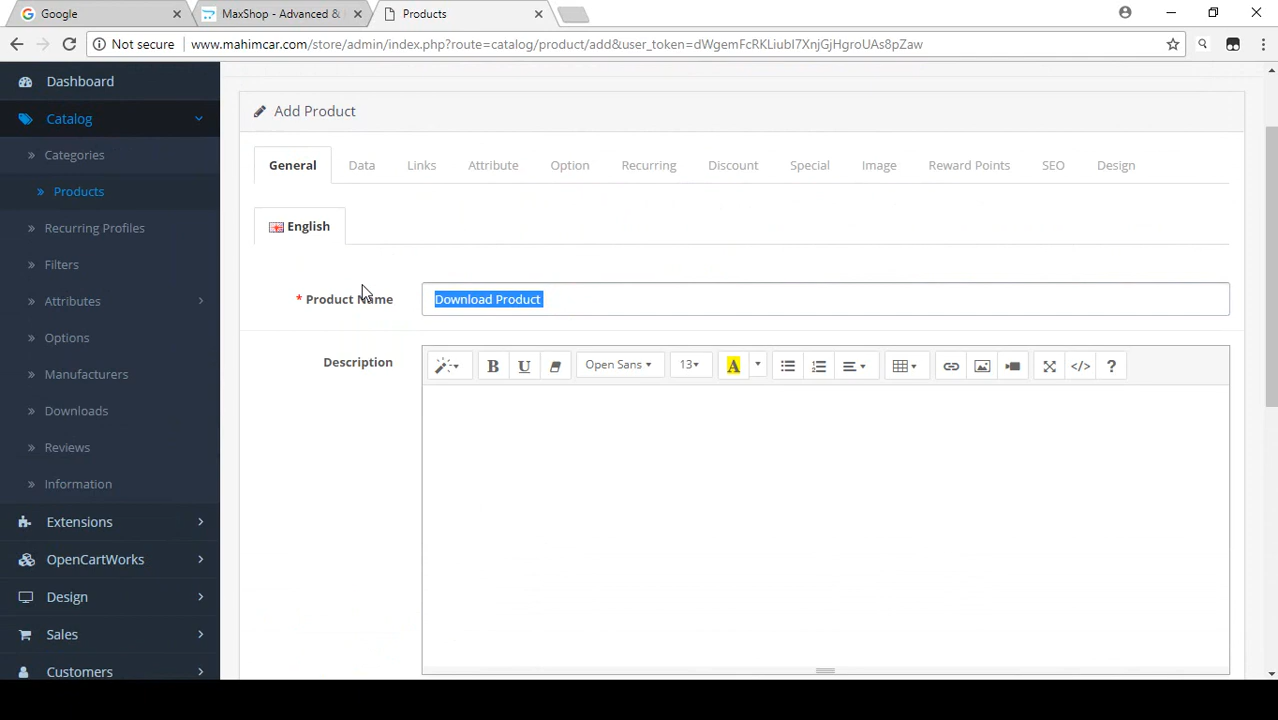 Google
MaxShop - Advanced &
Products
Not secure
www.mahimcar.com/store/admin/index.php?route=catalog/product/add&user_token=dWgemFcRKLiubI7XnjGjHgroUAs8pZaw
Dashboard
Catalog
Categories
Products
Recurring Profiles
Filters
Attributes
Options
Manufacturers
Downloads
Reviews
Information
Extensions
OpenCartWorks
Design
Sales
Customers
Add Product
General Data Links Attribute Option Recurring Discount Special Image Reward Points SEO Design
English
* Product Name
Download Product
Description
B U Open Sans 13 A </> ?